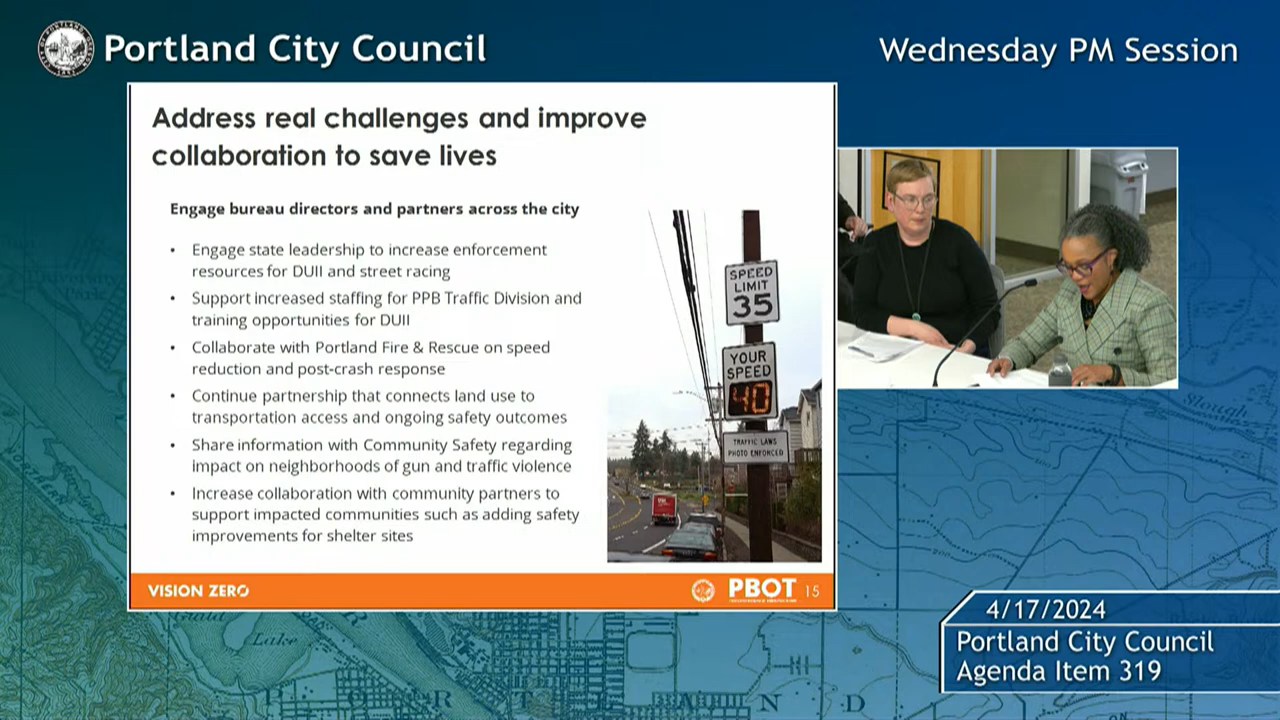 Portland City Council
Wednesday PM Session
Address real challenges and improve
collaboration to save lives
Engage bureau directors and partners across the city
• Engage state leadership to increase enforcement
resources for DUII and street racing
• Support increased staffing for PPB Traffic Division and
training opportunities for DUII
• Collaborate with Portland Fire & Rescue on speed
reduction and post-crash response
• Continue partnership that connects land use to
transportation access and ongoing safety outcomes
• Share information with Community Safety regarding
impact on neighborhoods of gun and traffic violence
• Increase collaboration with community partners to
support impacted communities such as adding safety
improvements for shelter sites
SPEED
LIMIT
35
YOUR
SPEED
40
TRAFFIC LAWS
PHOTO ENFORCED
VISION ZERO
PBOT
15
4/17/2024
Portland City Council
Agenda Item 319
Guild
Lake
Slough
P O R T L A N D